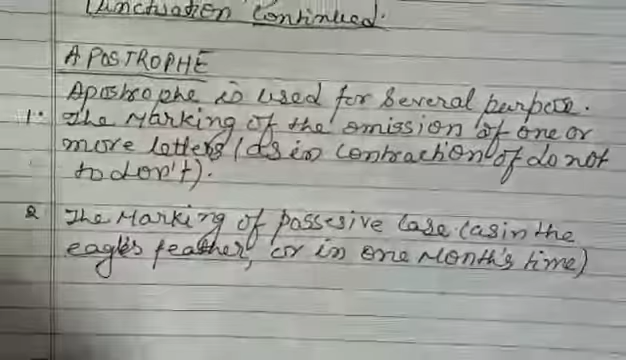 Punctuation Continued.
APOSTROPHE
Apostrophe is used for Several purpose.
1. The Marking of the omission of one or
more letters (as in Contraction of do not
to don't).
2 The Marking of possesive Case (as in the
eagle's feather, or in one Month's time)